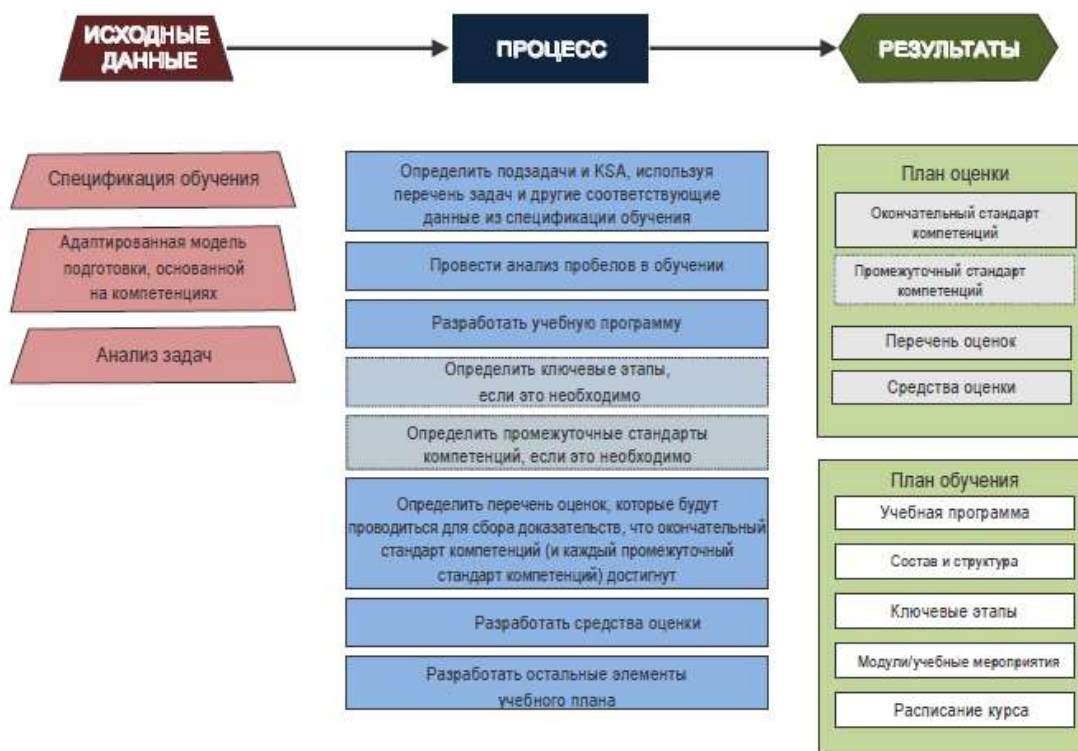 ИСХОДНЫЕ
ДАННЫЕ
ПРОЦЕСС
РЕЗУЛЬТАТЫ
Спецификация обучения
Адаптированная модель
подготовки, основанной
на компетенциях
Анализ задач
Определить подзадачи и KSA, используя
перечень задач и другие соответствующие
данные из спецификации обучения
Провести анализ пробелов в обучении
Разработать учебную программу
Определить ключевые этапы,
если это необходимо
Определить промежуточные стандарты
компетенций, если это необходимо
Определить перечень оценок, которые будут
проводиться для сбора доказательств, что окончательный
стандарт компетенций (и каждый промежуточный
стандарт компетенций) достигнут
Разработать средства оценки
Разработать остальные элементы
учебного плана
План оценки
Окончательный стандарт
компетенций
Промежуточный стандарт
компетенций
Перечень оценок
Средства оценки
План обучения
Учебная программа
Состав и структура
Ключевые этапы
Модули/учебные мероприятия
Расписание курса